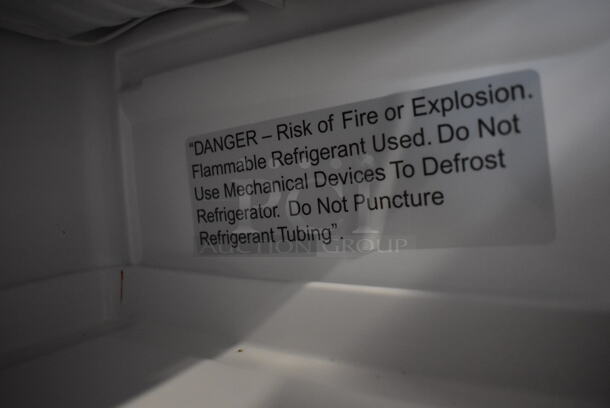 "DANGER – Risk of Fire or Explosion.
Flammable Refrigerant Used. Do Not
Use Mechanical Devices To Defrost
Refrigerator. Do Not Puncture
Refrigerant Tubing".
PCI
AUCTION GROUP